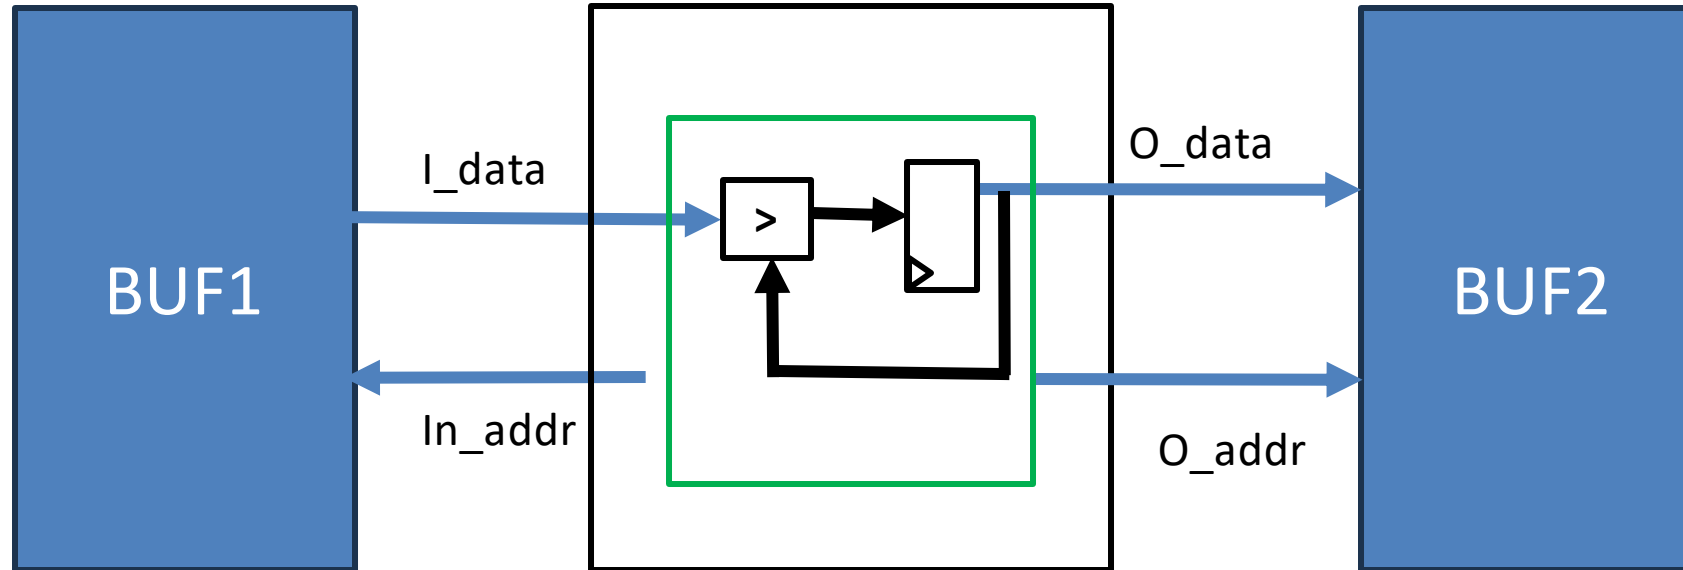 BUF1
I_data
In_addr
>
O_data
O_addr
BUF2